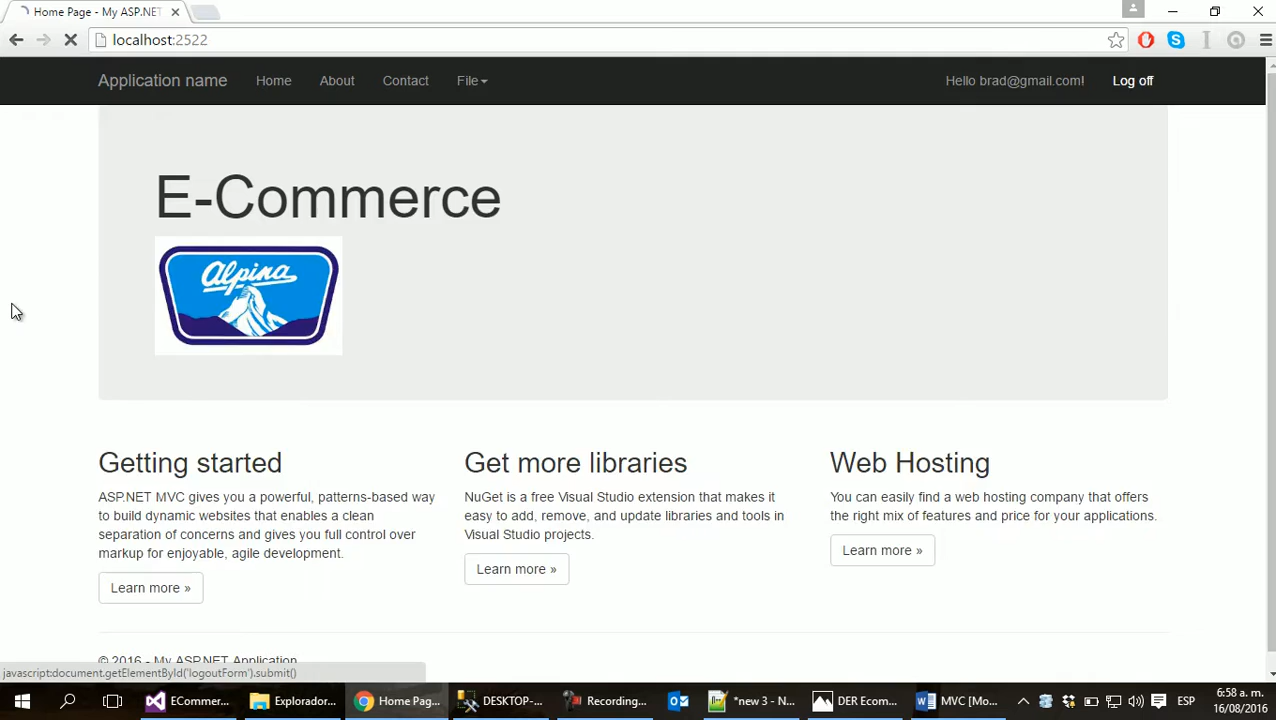 Home Page - My ASP.NET
localhost:2522
Application name Home About Contact File Hello brad@gmail.com! Log off
E-Commerce
Alpina
Getting started Get more libraries Web Hosting
ASP.NET MVC gives you a powerful, patterns-based way
to build dynamic websites that enables a clean
separation of concerns and gives you full control over
markup for enjoyable, agile development.
Learn more »
NuGet is a free Visual Studio extension that makes it
easy to add, remove, and update libraries and tools in
Visual Studio projects.
Learn more »
You can easily find a web hosting company that offers
the right mix of features and price for your applications.
Learn more »
© 2016 - My ASP.NET Application
javascript:document.getElementById('logoutForm').submit()
ECommer... Explorador... Home Pag... DESKTOP-... Recording... *new 3 - N... DER Ecom... MVC [Mo... ESP 6:58 a. m.
16/08/2016